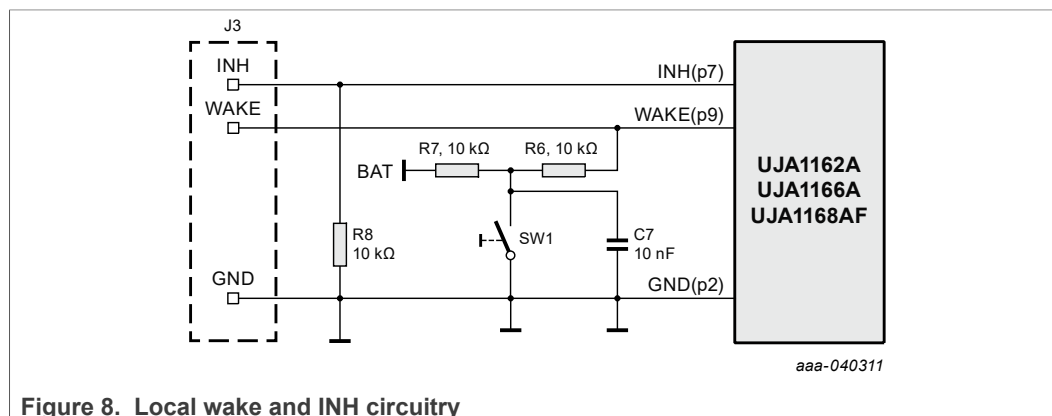 J3
INH
INH(p7)
WAKE
WAKE(p9)
R7, 10 kΩ
R6, 10 kΩ
BAT
UJA1162A
UJA1166A
UJA1168AF
R8
10 kΩ
SW1
C7
10 nF
GND
GND(p2)
aaa-040311
Figure 8. Local wake and INH circuitry